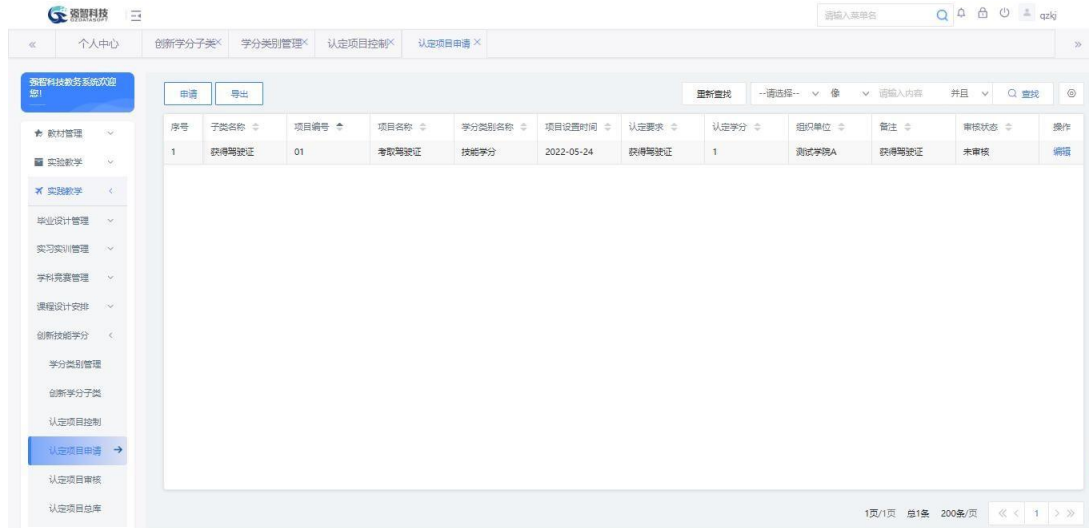 强智科技
QZDATASOFT
请输入菜单名
qzkj
个人中心 创新学分子类 学分类别管理 认定项目控制 认定项目申请
强智科技教务系统欢迎您!
申请 导出 重新查找 --请选择-- 像 请输入内容 并且 查找
序号 子类名称 项目编号 项目名称 学分类别名称 项目设置时间 认定要求 认定学分 组织单位 备注 审核状态 操作
1 获得驾驶证 01 考取驾驶证 技能学分 2022-05-24 获得驾驶证 1 测试学院A 获得驾驶证 未审核 编辑
教材管理
实验教学
实践教学
毕业设计管理
实习实训管理
学科竞赛管理
课程设计安排
创新技能学分
学分类别管理
创新学分子类
认定项目控制
认定项目申请
认定项目审核
认定项目总库
1页/1页 总1条 200条/页 1